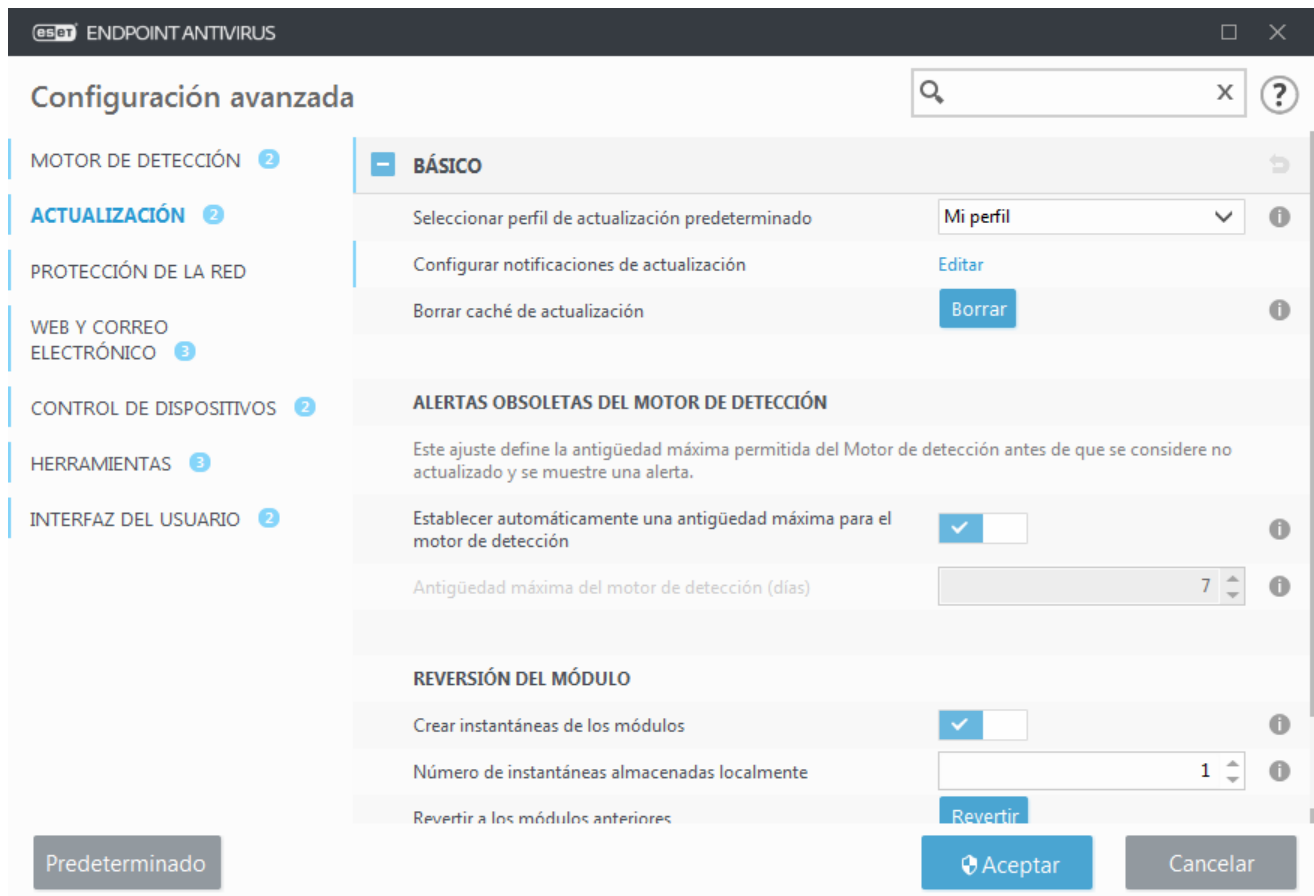 eset ENDPOINT ANTIVIRUS
Configuración avanzada
x
?
MOTOR DE DETECCIÓN 2
ACTUALIZACIÓN 2
PROTECCIÓN DE LA RED
WEB Y CORREO
ELECTRÓNICO 3
CONTROL DE DISPOSITIVOS 2
HERRAMIENTAS 3
INTERFAZ DEL USUARIO 2
BÁSICO
Seleccionar perfil de actualización predeterminado Mi perfil
Configurar notificaciones de actualización Editar
Borrar caché de actualización Borrar
ALERTAS OBSOLETAS DEL MOTOR DE DETECCIÓN
Este ajuste define la antigüedad máxima permitida del Motor de detección antes de que se considere no
actualizado y se muestre una alerta.
Establecer automáticamente una antigüedad máxima para el
motor de detección
Antigüedad máxima del motor de detección (días) 7
REVERSIÓN DEL MÓDULO
Crear instantáneas de los módulos
Número de instantáneas almacenadas localmente 1
Revertir a los módulos anteriores Revertir
Predeterminado
Aceptar
Cancelar